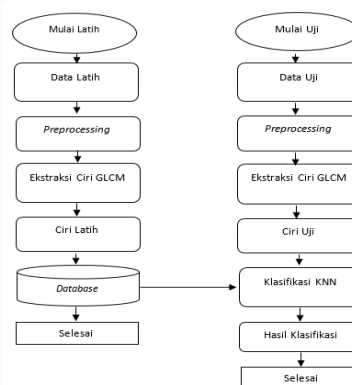 Mulai Latih
Data Latih
Preprocessing
Ekstraksi Ciri GLCM
Ciri Latih
Database
Selesai
Mulai Uji
Data Uji
Preprocessing
Ekstraksi Ciri GLCM
Ciri Uji
Klasifikasi KNN
Hasil Klasifikasi
Selesai